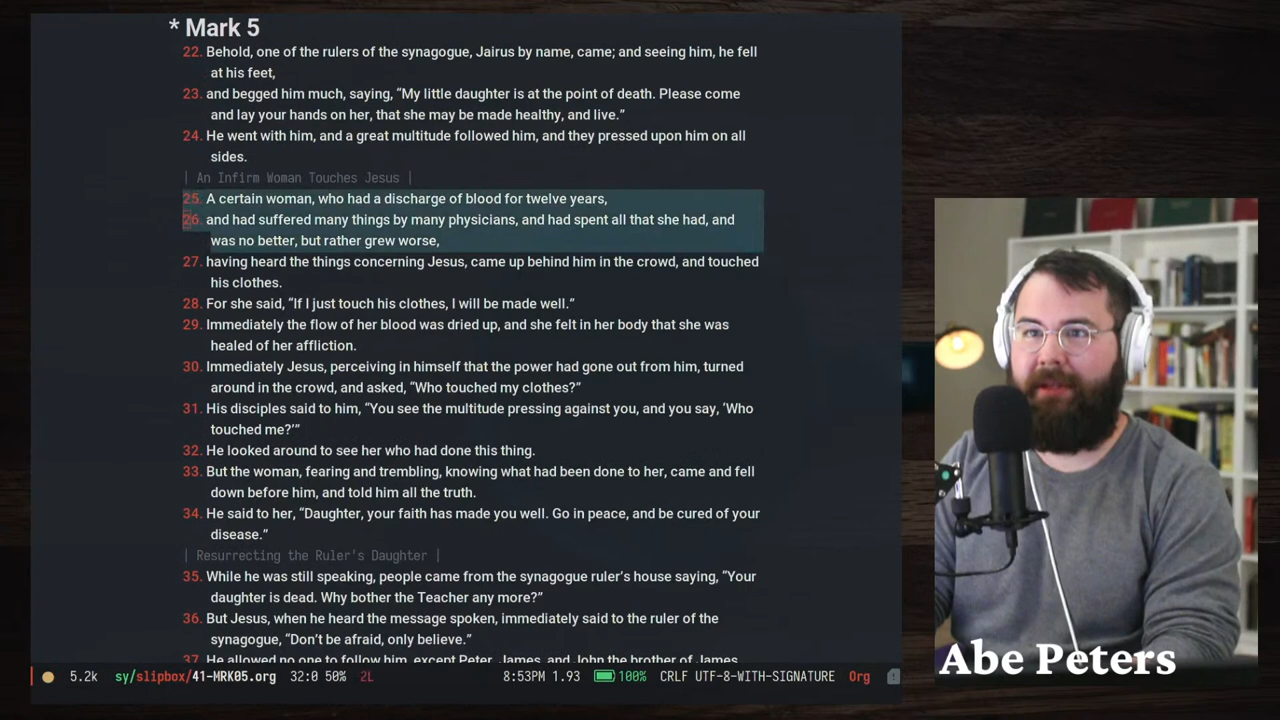 * Mark 5
22. Behold, one of the rulers of the synagogue, Jairus by name, came; and seeing him, he fell
at his feet,
23. and begged him much, saying, “My little daughter is at the point of death. Please come
and lay your hands on her, that she may be made healthy, and live.”
24. He went with him, and a great multitude followed him, and they pressed upon him on all
sides.
| An Infirm Woman Touches Jesus |
25. A certain woman, who had a discharge of blood for twelve years,
26. and had suffered many things by many physicians, and had spent all that she had, and
was no better, but rather grew worse,
27. having heard the things concerning Jesus, came up behind him in the crowd, and touched
his clothes.
28. For she said, “If I just touch his clothes, I will be made well.”
29. Immediately the flow of her blood was dried up, and she felt in her body that she was
healed of her affliction.
30. Immediately Jesus, perceiving in himself that the power had gone out from him, turned
around in the crowd, and asked, “Who touched my clothes?”
31. His disciples said to him, “You see the multitude pressing against you, and you say, ‘Who
touched me?’”
32. He looked around to see her who had done this thing.
33. But the woman, fearing and trembling, knowing what had been done to her, came and fell
down before him, and told him all the truth.
34. He said to her, “Daughter, your faith has made you well. Go in peace, and be cured of your
disease.”
| Resurrecting the Ruler’s Daughter |
35. While he was still speaking, people came from the synagogue ruler’s house saying, “Your
daughter is dead. Why bother the Teacher any more?”
36. But Jesus, when he heard the message spoken, immediately said to the ruler of the
synagogue, “Don’t be afraid, only believe.”
37. He allowed no one to follow him, except Peter, James, and John the brother of James.
5.2k sy/slipbox/41-MRK05.org 32:0 50% 2L 8:53PM 1.93 100% CRLF UTF-8-WITH-SIGNATURE Org
Abe Peters